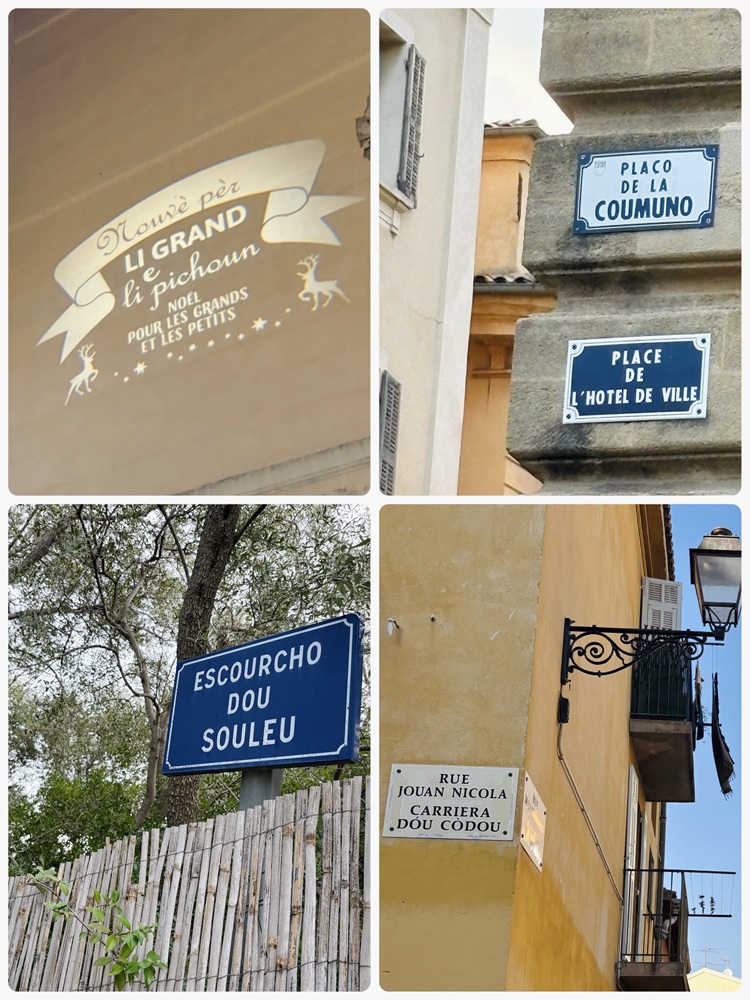 Nouvè pèr
LI GRAND
e
li pichoun
NOËL
POUR LES GRANDS
ET LES PETITS
PLAÇO
DE LA
COUMUNO
PLACE
DE
L'HOTEL DE VILLE
ESCOURCHO
DOU
SOULEU
RUE
JOUAN NICOLA
CARRIERA
DÓU CÒDOU